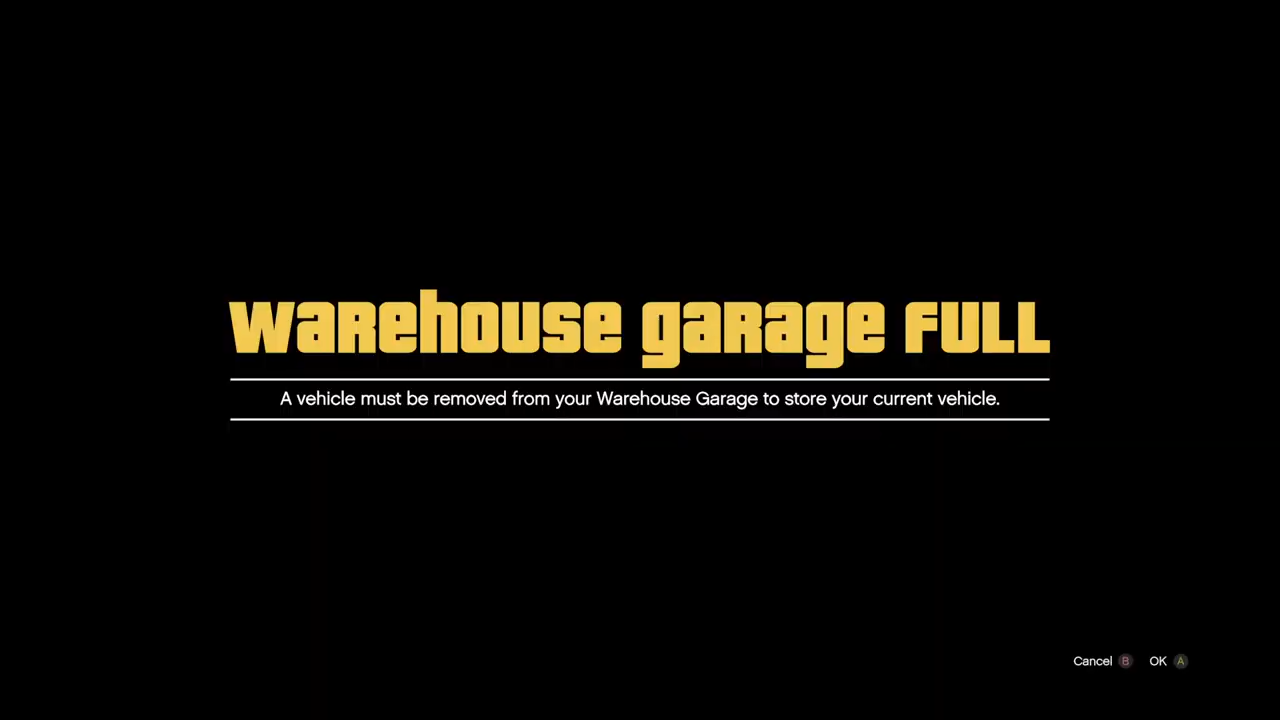 warehouse garage FULL
A vehicle must be removed from your Warehouse Garage to store your current vehicle.
Cancel B OK A